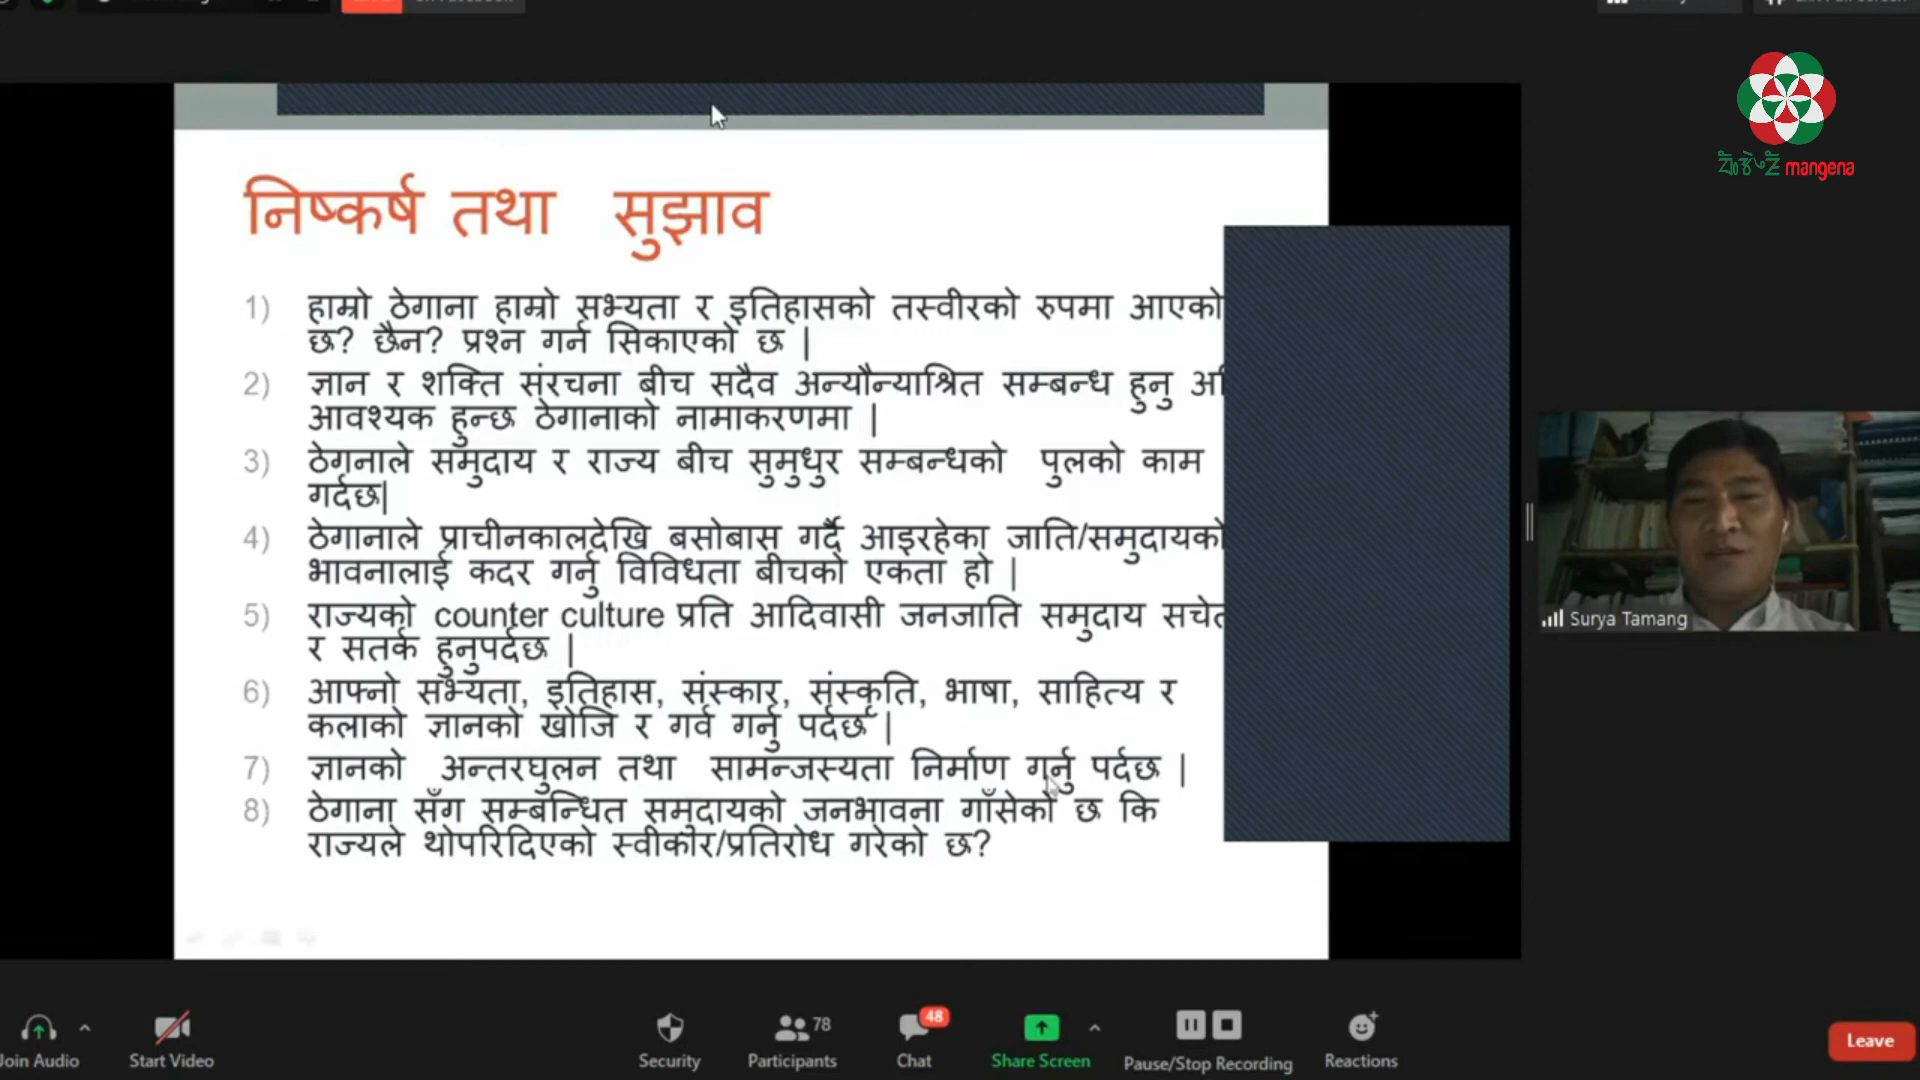 mangena
निष्कर्ष तथा सुझाव
1) हाम्रो ठेगाना हाम्रो सभ्यता र इतिहासको तस्वीरको रुपमा आएको
छ? छैन? प्रश्न गर्न सिकाएको छ |
2) ज्ञान र शक्ति संरचना बीच सदैव अन्यौन्याश्रित सम्बन्ध हुनु
आवश्यक हुन्छ ठेगानाको नामाकरणमा |
3) ठेगनाले समुदाय र राज्य बीच सुमुधुर सम्बन्धको पुलको काम
गर्दछ|
4) ठेगानाले प्राचीनकालदेखि बसोबास गर्दै आइरहेका जाति/समुदायको
भावनालाई कदर गर्नु विविधता बीचको एकता हो |
5) राज्यको counter culture प्रति आदिवासी जनजाति समुदाय
र सतर्क हुनुपर्दछ |
6) आफ्नो सभ्यता, इतिहास, संस्कार, संस्कृति, भाषा, साहित्य र
कलाको ज्ञानको खोजि र गर्व गर्नु पर्दछ |
7) ज्ञानको अन्तरघुलन तथा सामन्जस्यता निर्माण गर्नु पर्दछ |
8) ठेगाना सँग सम्बन्धित समुदायको जनभावना गाँसेको छ कि
राज्यले थोपरिदिएको स्वीकार/प्रतिरोध गरेको छ?
Surya Tamang
Join Audio
Start Video
Security
Participants 78
Chat 48
Share Screen
Pause/Stop Recording
Reactions
Leave